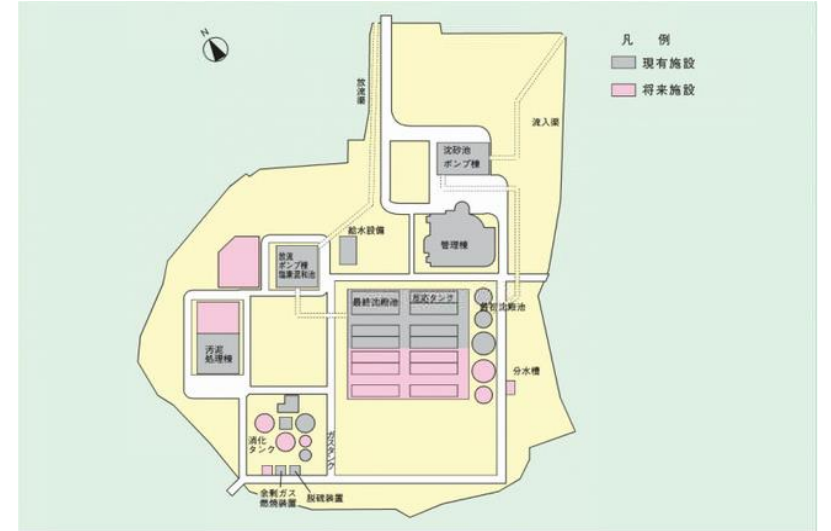 N
凡 例
現有施設
将来施設
放流渠
流入渠
沈砂池
ポンプ棟
給水設備
管理棟
放流
ポンプ棟
塩素混和池
最終沈殿池
反応タンク
最初沈殿池
汚泥
処理棟
分水槽
消化
タンク
ガスタンク
余剰ガス
燃焼装置
脱硫装置